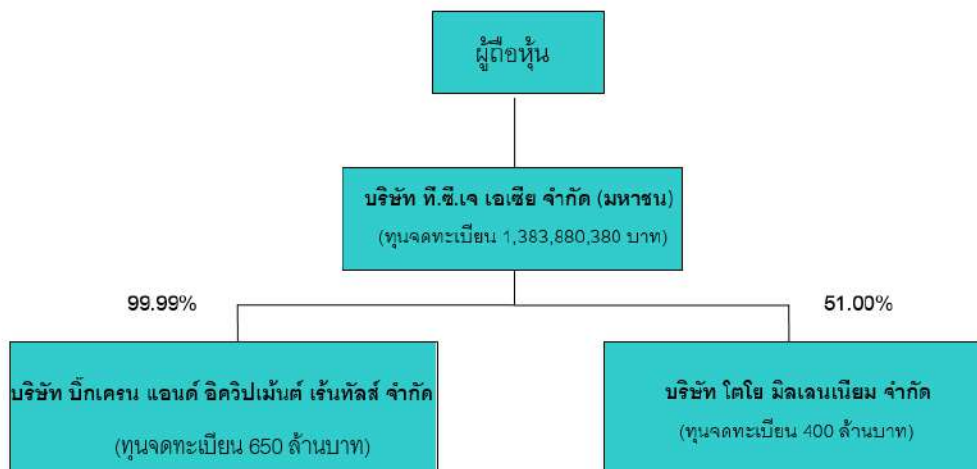 ผู้ถือหุ้น
บริษัท ที.ซี.เจ เอเซีย จำกัด (มหาชน)
(ทุนจดทะเบียน 1,383,880,380 บาท)
99.99%
51.00%
บริษัท บิ๊กเครน แอนด์ อิควิปเม้นต์ เร้นทัลส์ จำกัด
(ทุนจดทะเบียน 650 ล้านบาท)
บริษัท โตโย มิลเลนเนียม จำกัด
(ทุนจดทะเบียน 400 ล้านบาท)